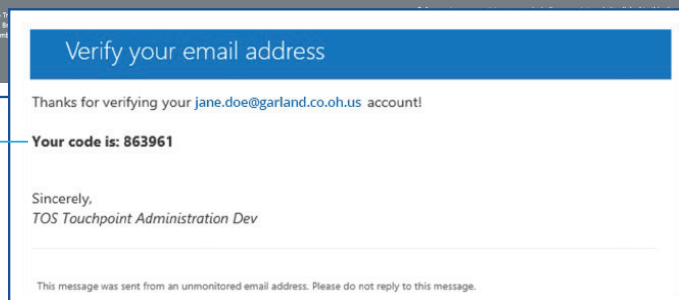 Verify your email address
Thanks for verifying your jane.doe@garland.co.oh.us account!
Your code is: 863961
Sincerely,
TOS Touchpoint Administration Dev
This message was sent from an unmonitored email address. Please do not reply to this message.